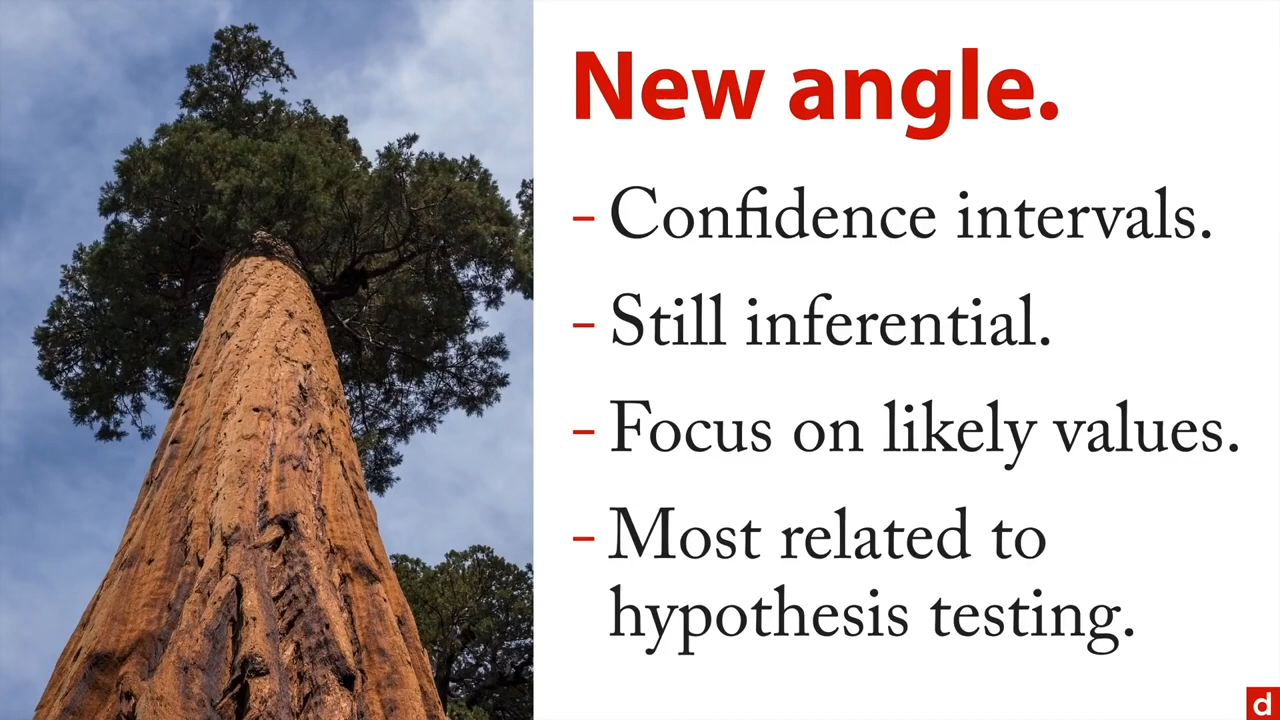 New angle.
- Confidence intervals.
- Still inferential.
- Focus on likely values.
- Most related to
hypothesis testing.
d